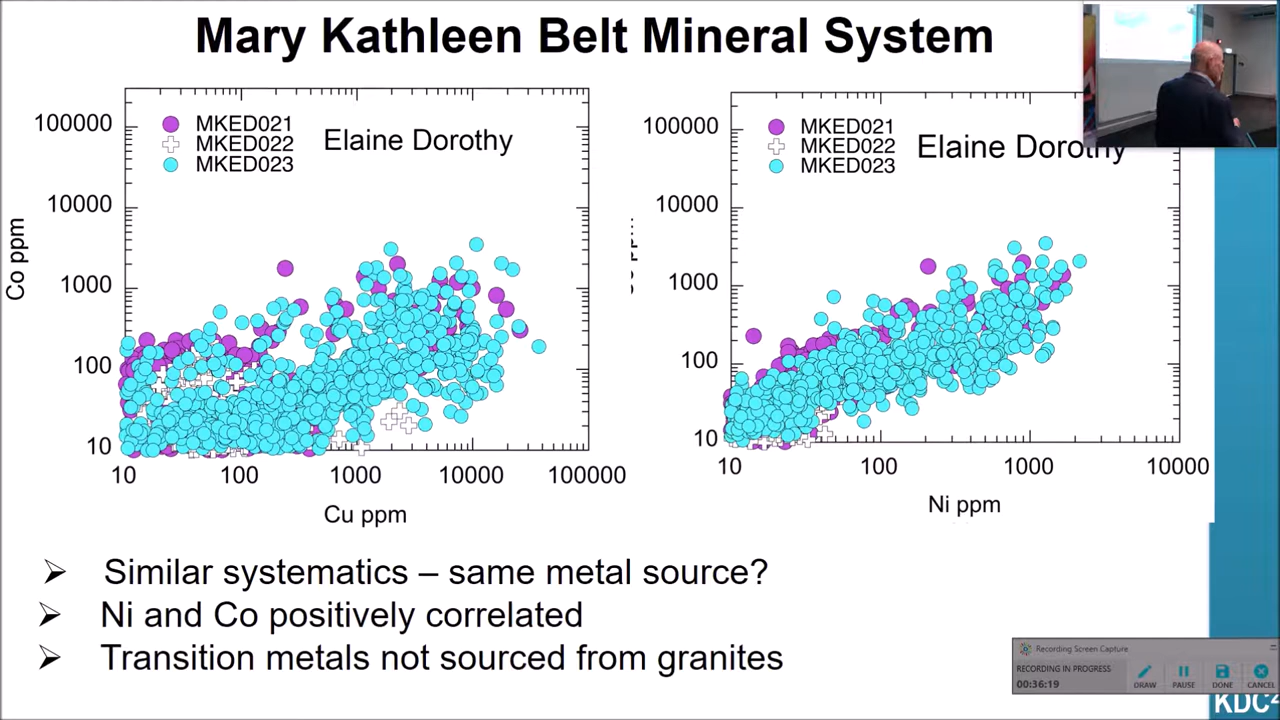 Mary Kathleen Belt Mineral System
100000
10000
1000
100
10
Co ppm
MKED021
MKED022
MKED023
Elaine Dorothy
10
100
1000
10000
100000
Cu ppm
100000
10000
1000
100
10
MKED021
MKED022
MKED023
Elaine Dorothy
10
100
1000
10000
Ni ppm
➢ Similar systematics – same metal source?
➢ Ni and Co positively correlated
➢ Transition metals not sourced from granites
Recording Screen Capture
RECORDING IN PROGRESS
00:36:19
DRAW
PAUSE
DONE
CANCEL